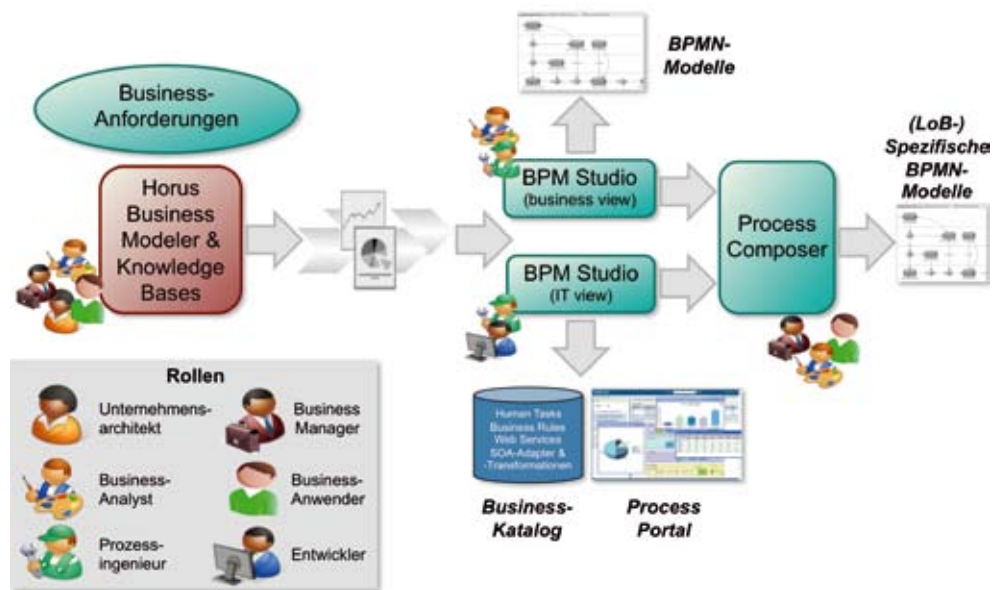 Business-
Anforderungen
Horus
Business
Modeler &
Knowledge
Bases
BPMN-
Modelle
BPM Studio
(business view)
BPM Studio
(IT view)
Process
Composer
(LoB-)
Spezifische
BPMN-
Modelle
Human Tasks
Business Rules
Web Services
SOA-Adapter &
-Transformationen
Business-
Katalog
Process
Portal
Rollen
Unternehmens-
architekt
Business
Manager
Business-
Analyst
Business-
Anwender
Prozess-
ingenieur
Entwickler